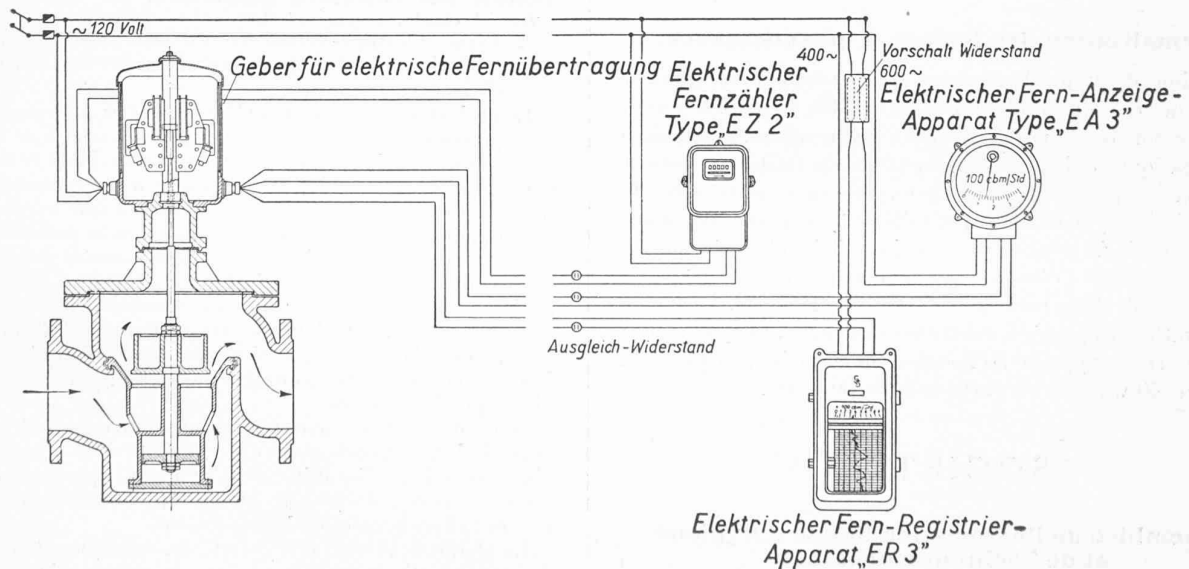 ~ 120 Volt
Geber für elektrische Fernübertragung
Elektrischer
Fernzähler
Type „EZ 2"
400 ~
Vorschalt Widerstand
600 ~
Elektrischer Fern-Anzeige-
Apparat Type „EA 3"
100 cbm/Std
Ausgleich-Widerstand
Elektrischer Fern-Registrier-
Apparat „ER 3"